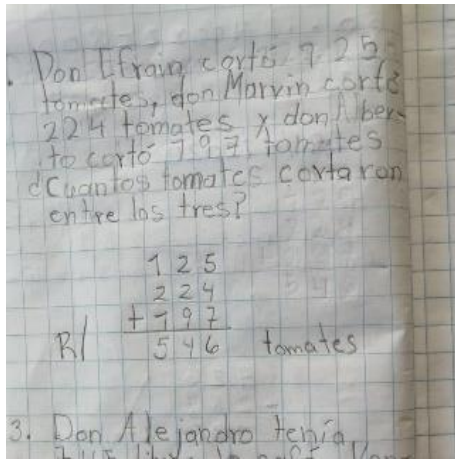 . Don Efrain cortó 125
tomates, don Marvin cortó
224 tomates y don Alber-
to cortó 197 tomates
¿Cuantos tomates cortaron
entre los tres?
125
224
+ 197
R/ 546 tomates
3. Don Alejandro tenía